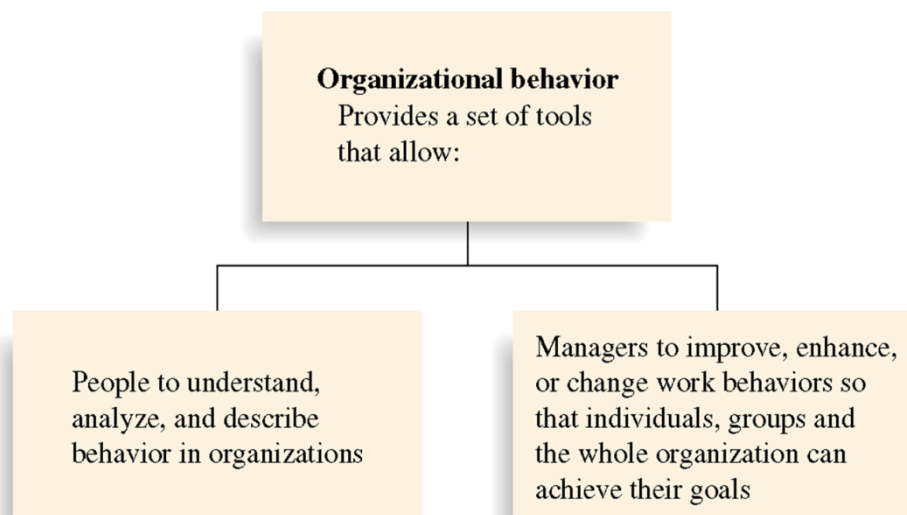 Organizational behavior
Provides a set of tools
that allow:
People to understand,
analyze, and describe
behavior in organizations
Managers to improve, enhance,
or change work behaviors so
that individuals, groups and
the whole organization can
achieve their goals